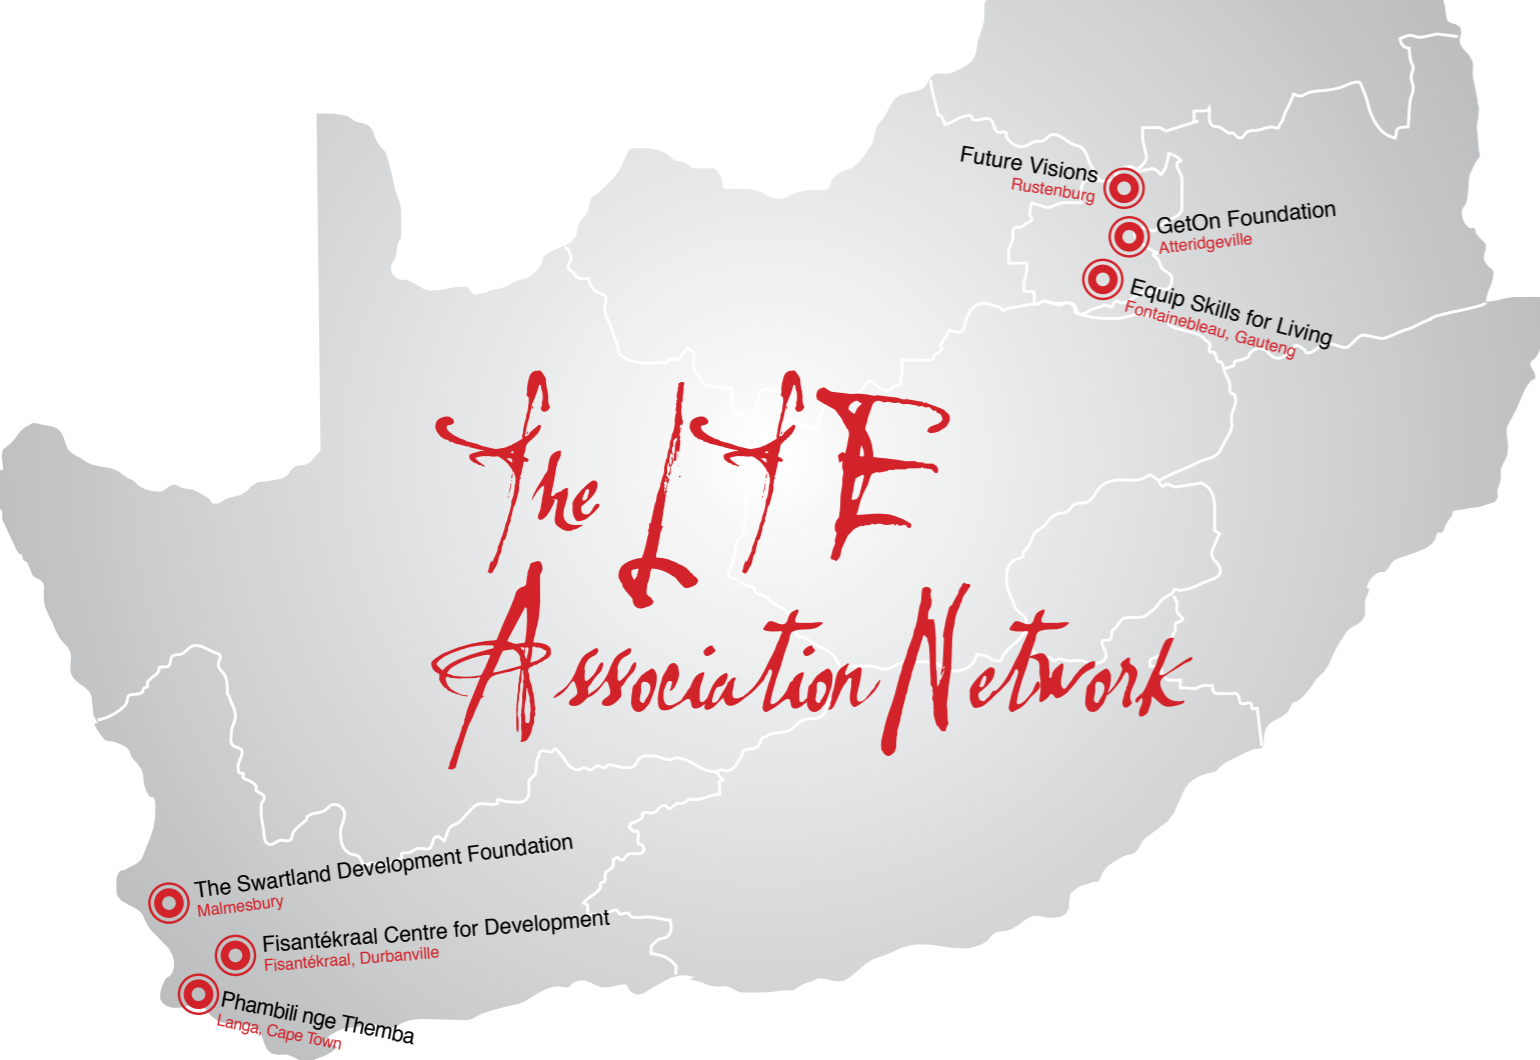 Future Visions
Rustenburg
GetOn Foundation
Atteridgeville
Equip Skills for Living
Fontainebleau, Gauteng
The LTE
Association Network
The Swartland Development Foundation
Malmesbury
Fisantékraal Centre for Development
Fisantékraal, Durbanville
Phambili nge Themba
Langa, Cape Town